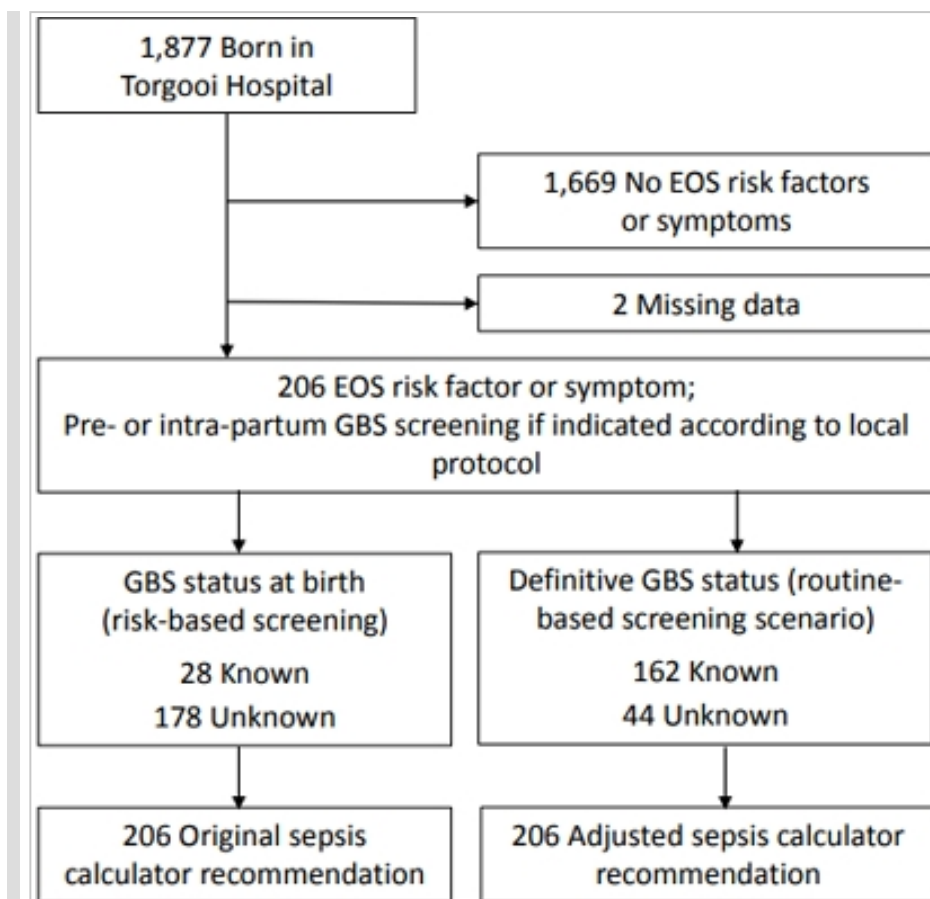 1,877 Born in
Torgooi Hospital
1,669 No EOS risk factors
or symptoms
2 Missing data
206 EOS risk factor or symptom;
Pre- or intra-partum GBS screening if indicated according to local
protocol
GBS status at birth
(risk-based screening)
28 Known
178 Unknown
Definitive GBS status (routine-
based screening scenario)
162 Known
44 Unknown
206 Original sepsis
calculator recommendation
206 Adjusted sepsis calculator
recommendation